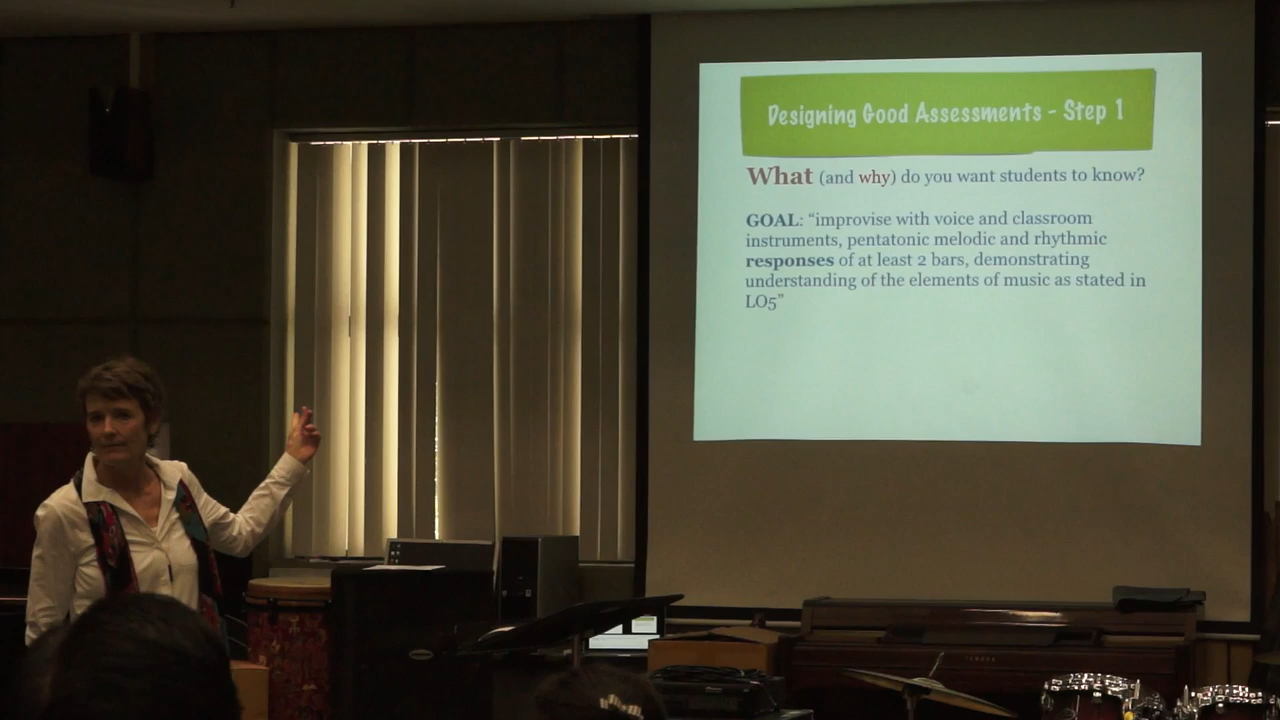 Designing Good Assessments - Step 1
What (and why) do you want students to know?
GOAL: “improvise with voice and classroom
instruments, pentatonic melodic and rhythmic
responses of at least 2 bars, demonstrating
understanding of the elements of music as stated in
LO5”
YAMAHA